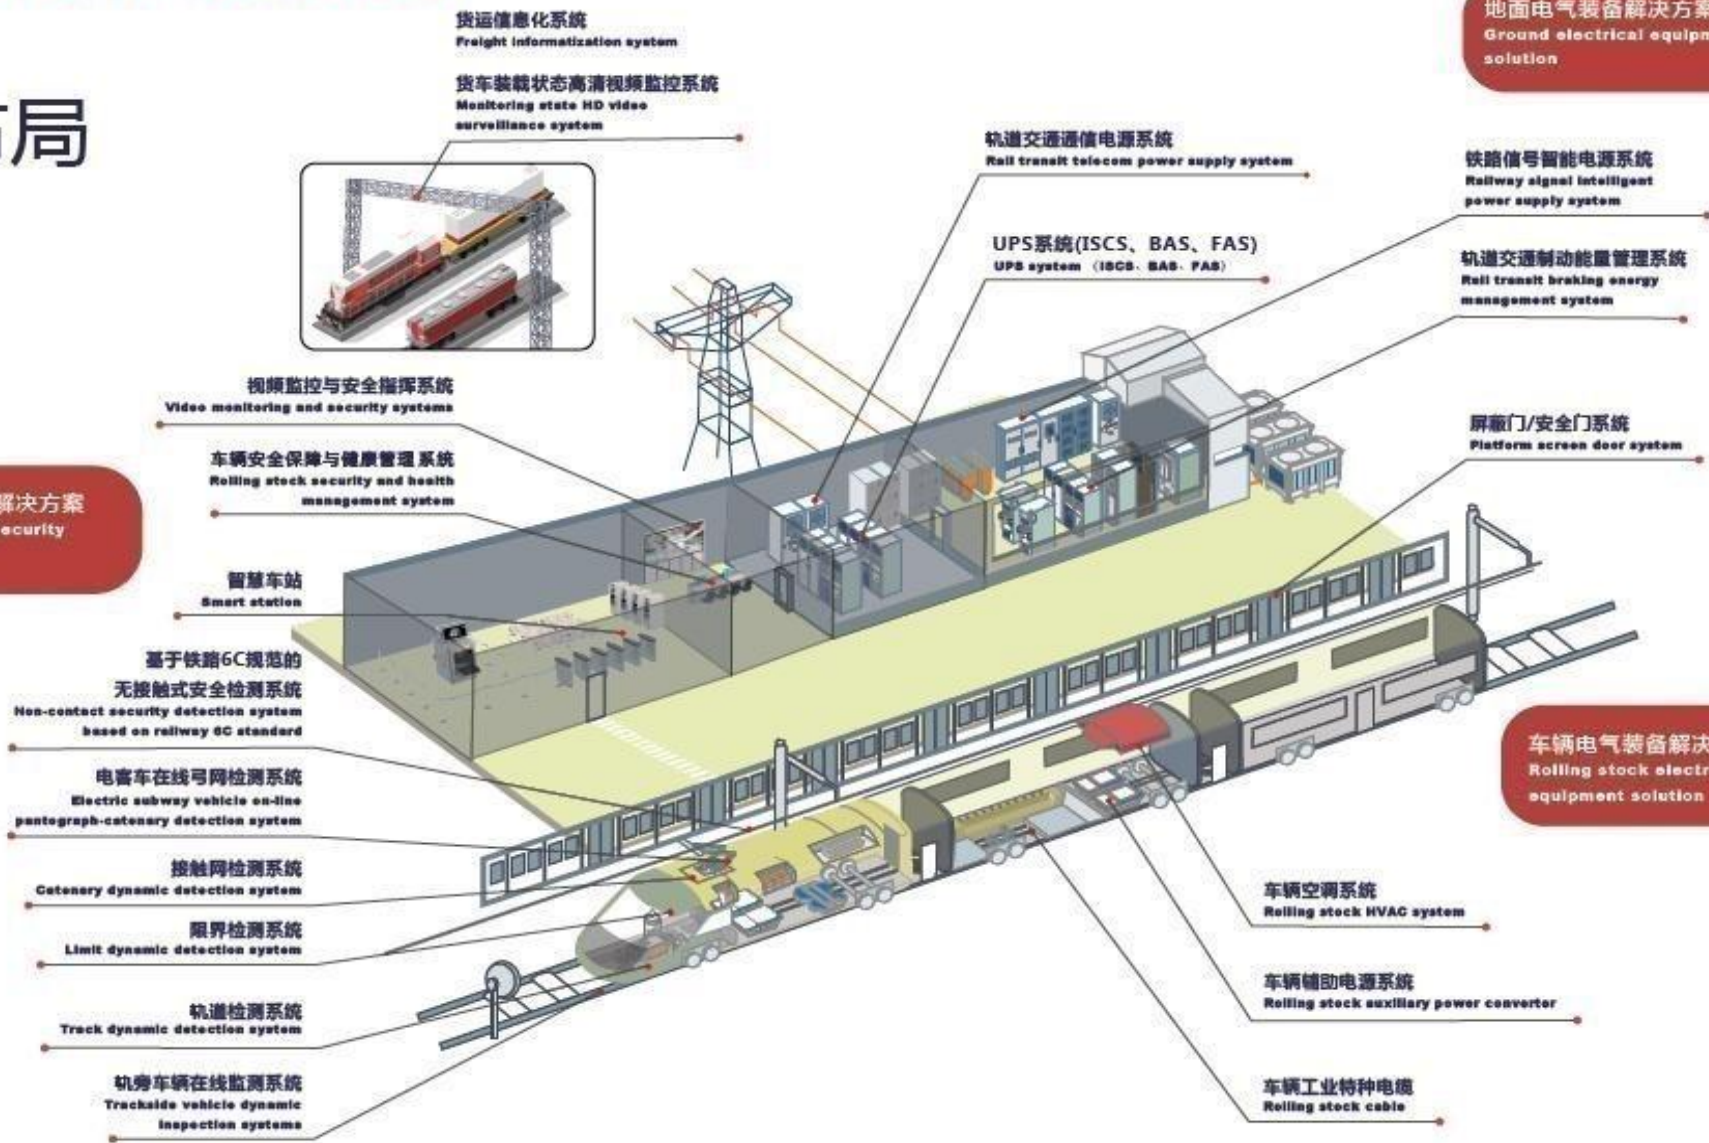 货运信息化系统
Freight informatization system
货车装载状态高清视频监控系统
Monitoring state HD video
surveillance system
局
地面电气装备解决方案
Ground electrical equipm
solution
轨道交通通信电源系统
Rail transit telecom power supply system
铁路信号智能电源系统
Railway signal intelligent
power supply system
UPS系统(ISCS、BAS、FAS)
UPS system （ISCS、BAS、FAS）
轨道交通制动能量管理系统
Rail transit braking energy
management system
屏蔽门/安全门系统
Platform screen door system
视频监控与安全指挥系统
Video monitoring and security systems
车辆安全保障与健康管理系统
Rolling stock security and health
management system
解决方案
ecurity
智慧车站
Smart station
基于铁路6C规范的
无接触式安全检测系统
Non-contact security detection system
based on railway 6C standard
电客车在线弓网检测系统
Electric subway vehicle on-line
pantograph-catenary detection system
接触网检测系统
Catenary dynamic detection system
限界检测系统
Limit dynamic detection system
轨道检测系统
Track dynamic detection system
轨旁车辆在线监测系统
Trackside vehicle dynamic
inspection systems
车辆电气装备解决
Rolling stock electr
equipment solution
车辆空调系统
Rolling stock HVAC system
车辆辅助电源系统
Rolling stock auxiliary power convertor
车辆工业特种电缆
Rolling stock cable